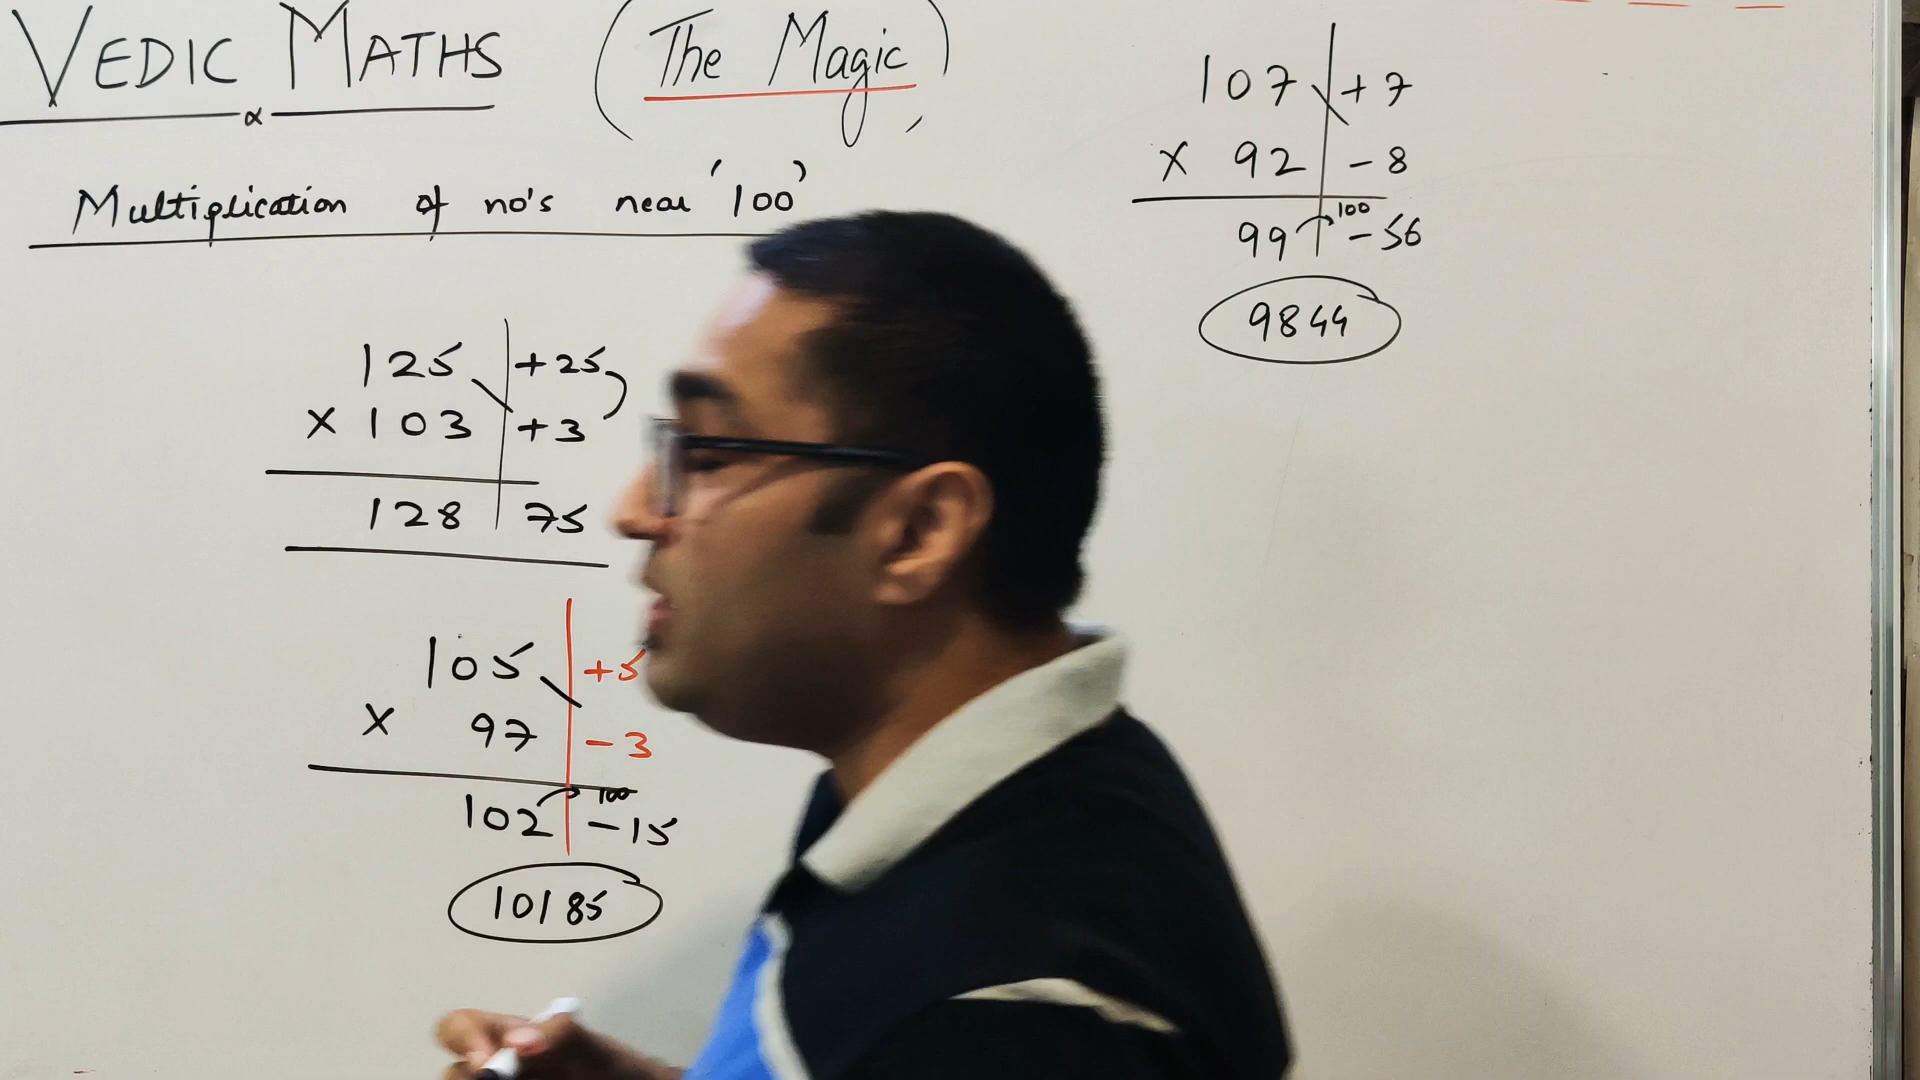 VEDIC MATHS (The Magic)
Multiplication of no's near '100'
125 +25
X 103 +3
128 75
105 +5
X 97 -3
100
102 -15
10185
107 +7
X 92 -8
100
99 -56
9844